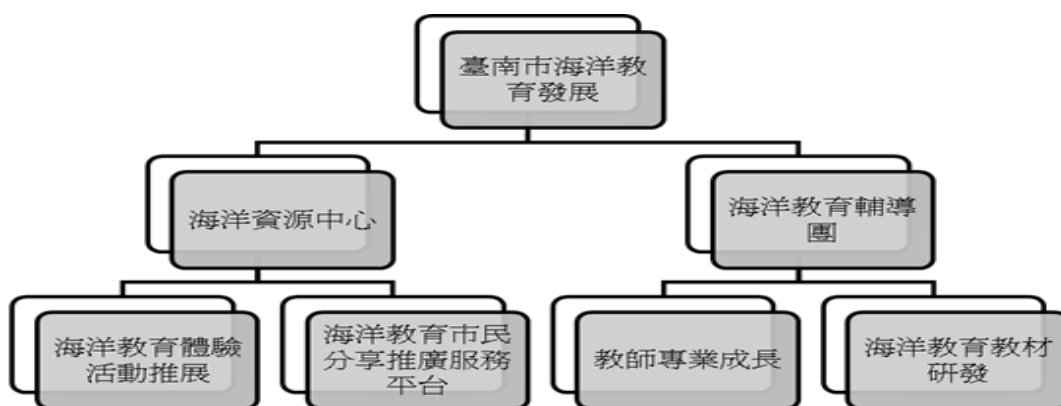 臺南市海洋教
育發展
海洋資源中心
海洋教育輔導
團
海洋教育體驗
活動推展
海洋教育市民
分享推廣服務
平台
教師專業成長
海洋教育教材
研發